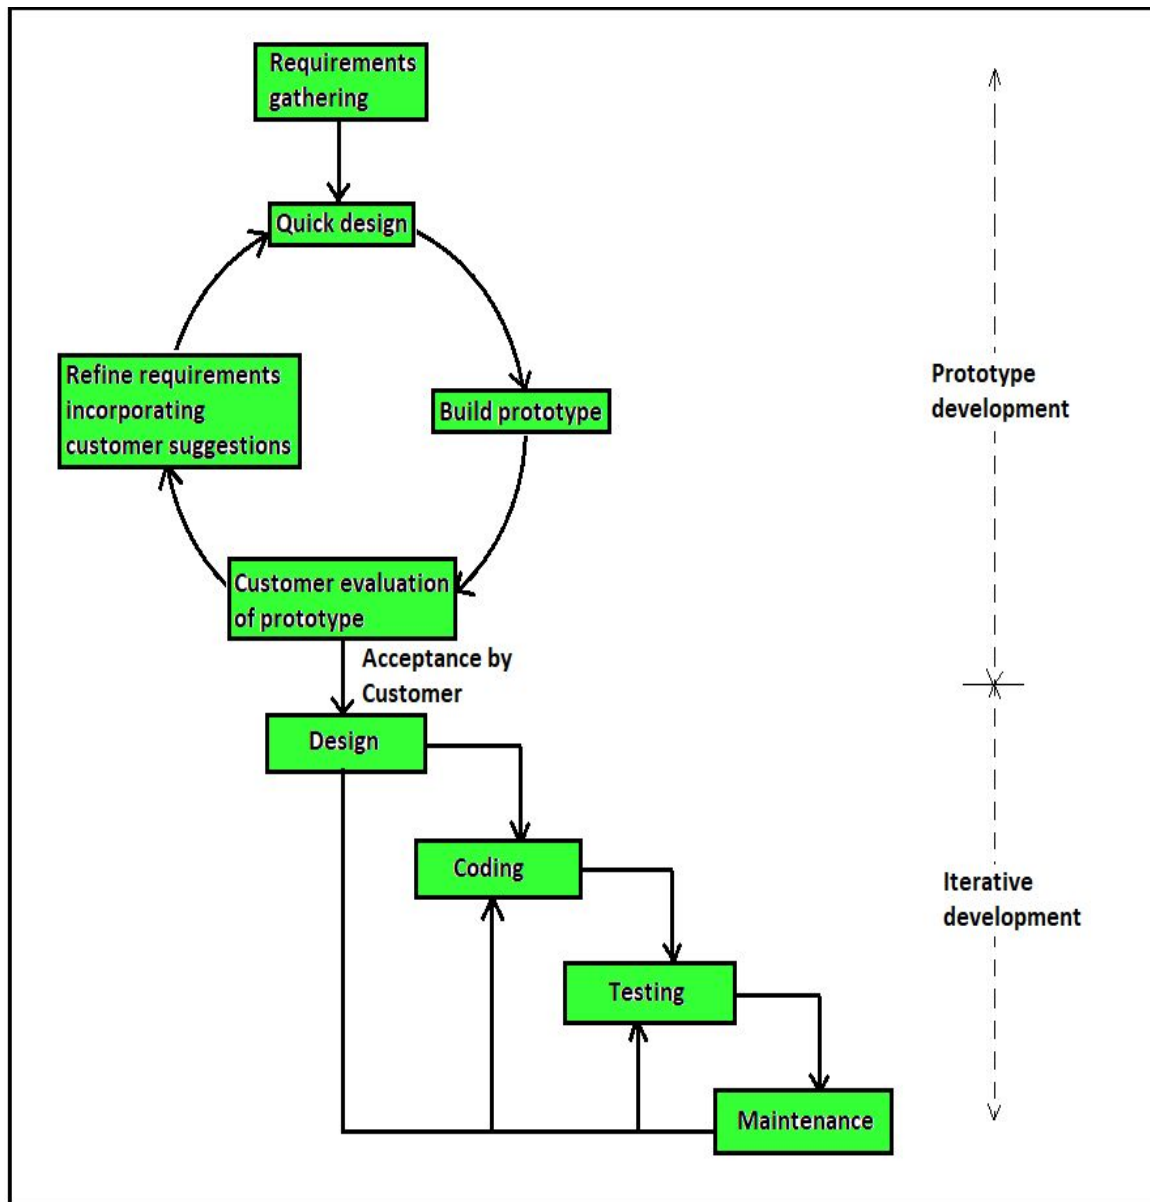 Requirements
gathering
Quick design
Refine requirements
incorporating
customer suggestions
Build prototype
Prototype
development
Customer evaluation
of prototype
Acceptance by
Customer
Design
Coding
Iterative
development
Testing
Maintenance